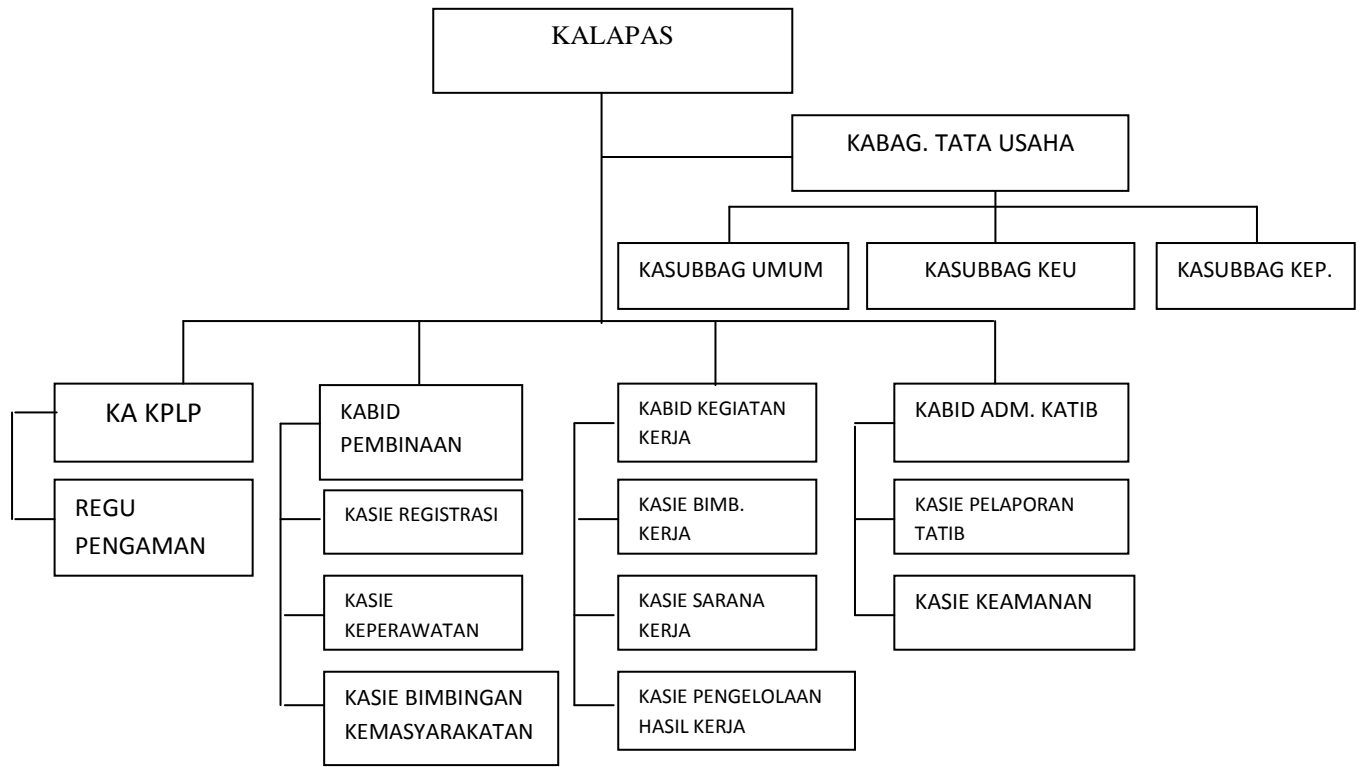 KALAPAS
KABAG. TATA USAHA
KASUBBAG UMUM
KASUBBAG KEU
KASUBBAG KEP.
KA KPLP
REGU
PENGAMAN
KABID
PEMBINAAN
KASIE REGISTRASI
KASIE
KEPERAWATAN
KASIE BIMBINGAN
KEMASYARAKATAN
KABID KEGIATAN
KERJA
KASIE BIMB.
KERJA
KASIE SARANA
KERJA
KASIE PENGELOLAAN
HASIL KERJA
KABID ADM. KATIB
KASIE PELAPORAN
TATIB
KASIE KEAMANAN